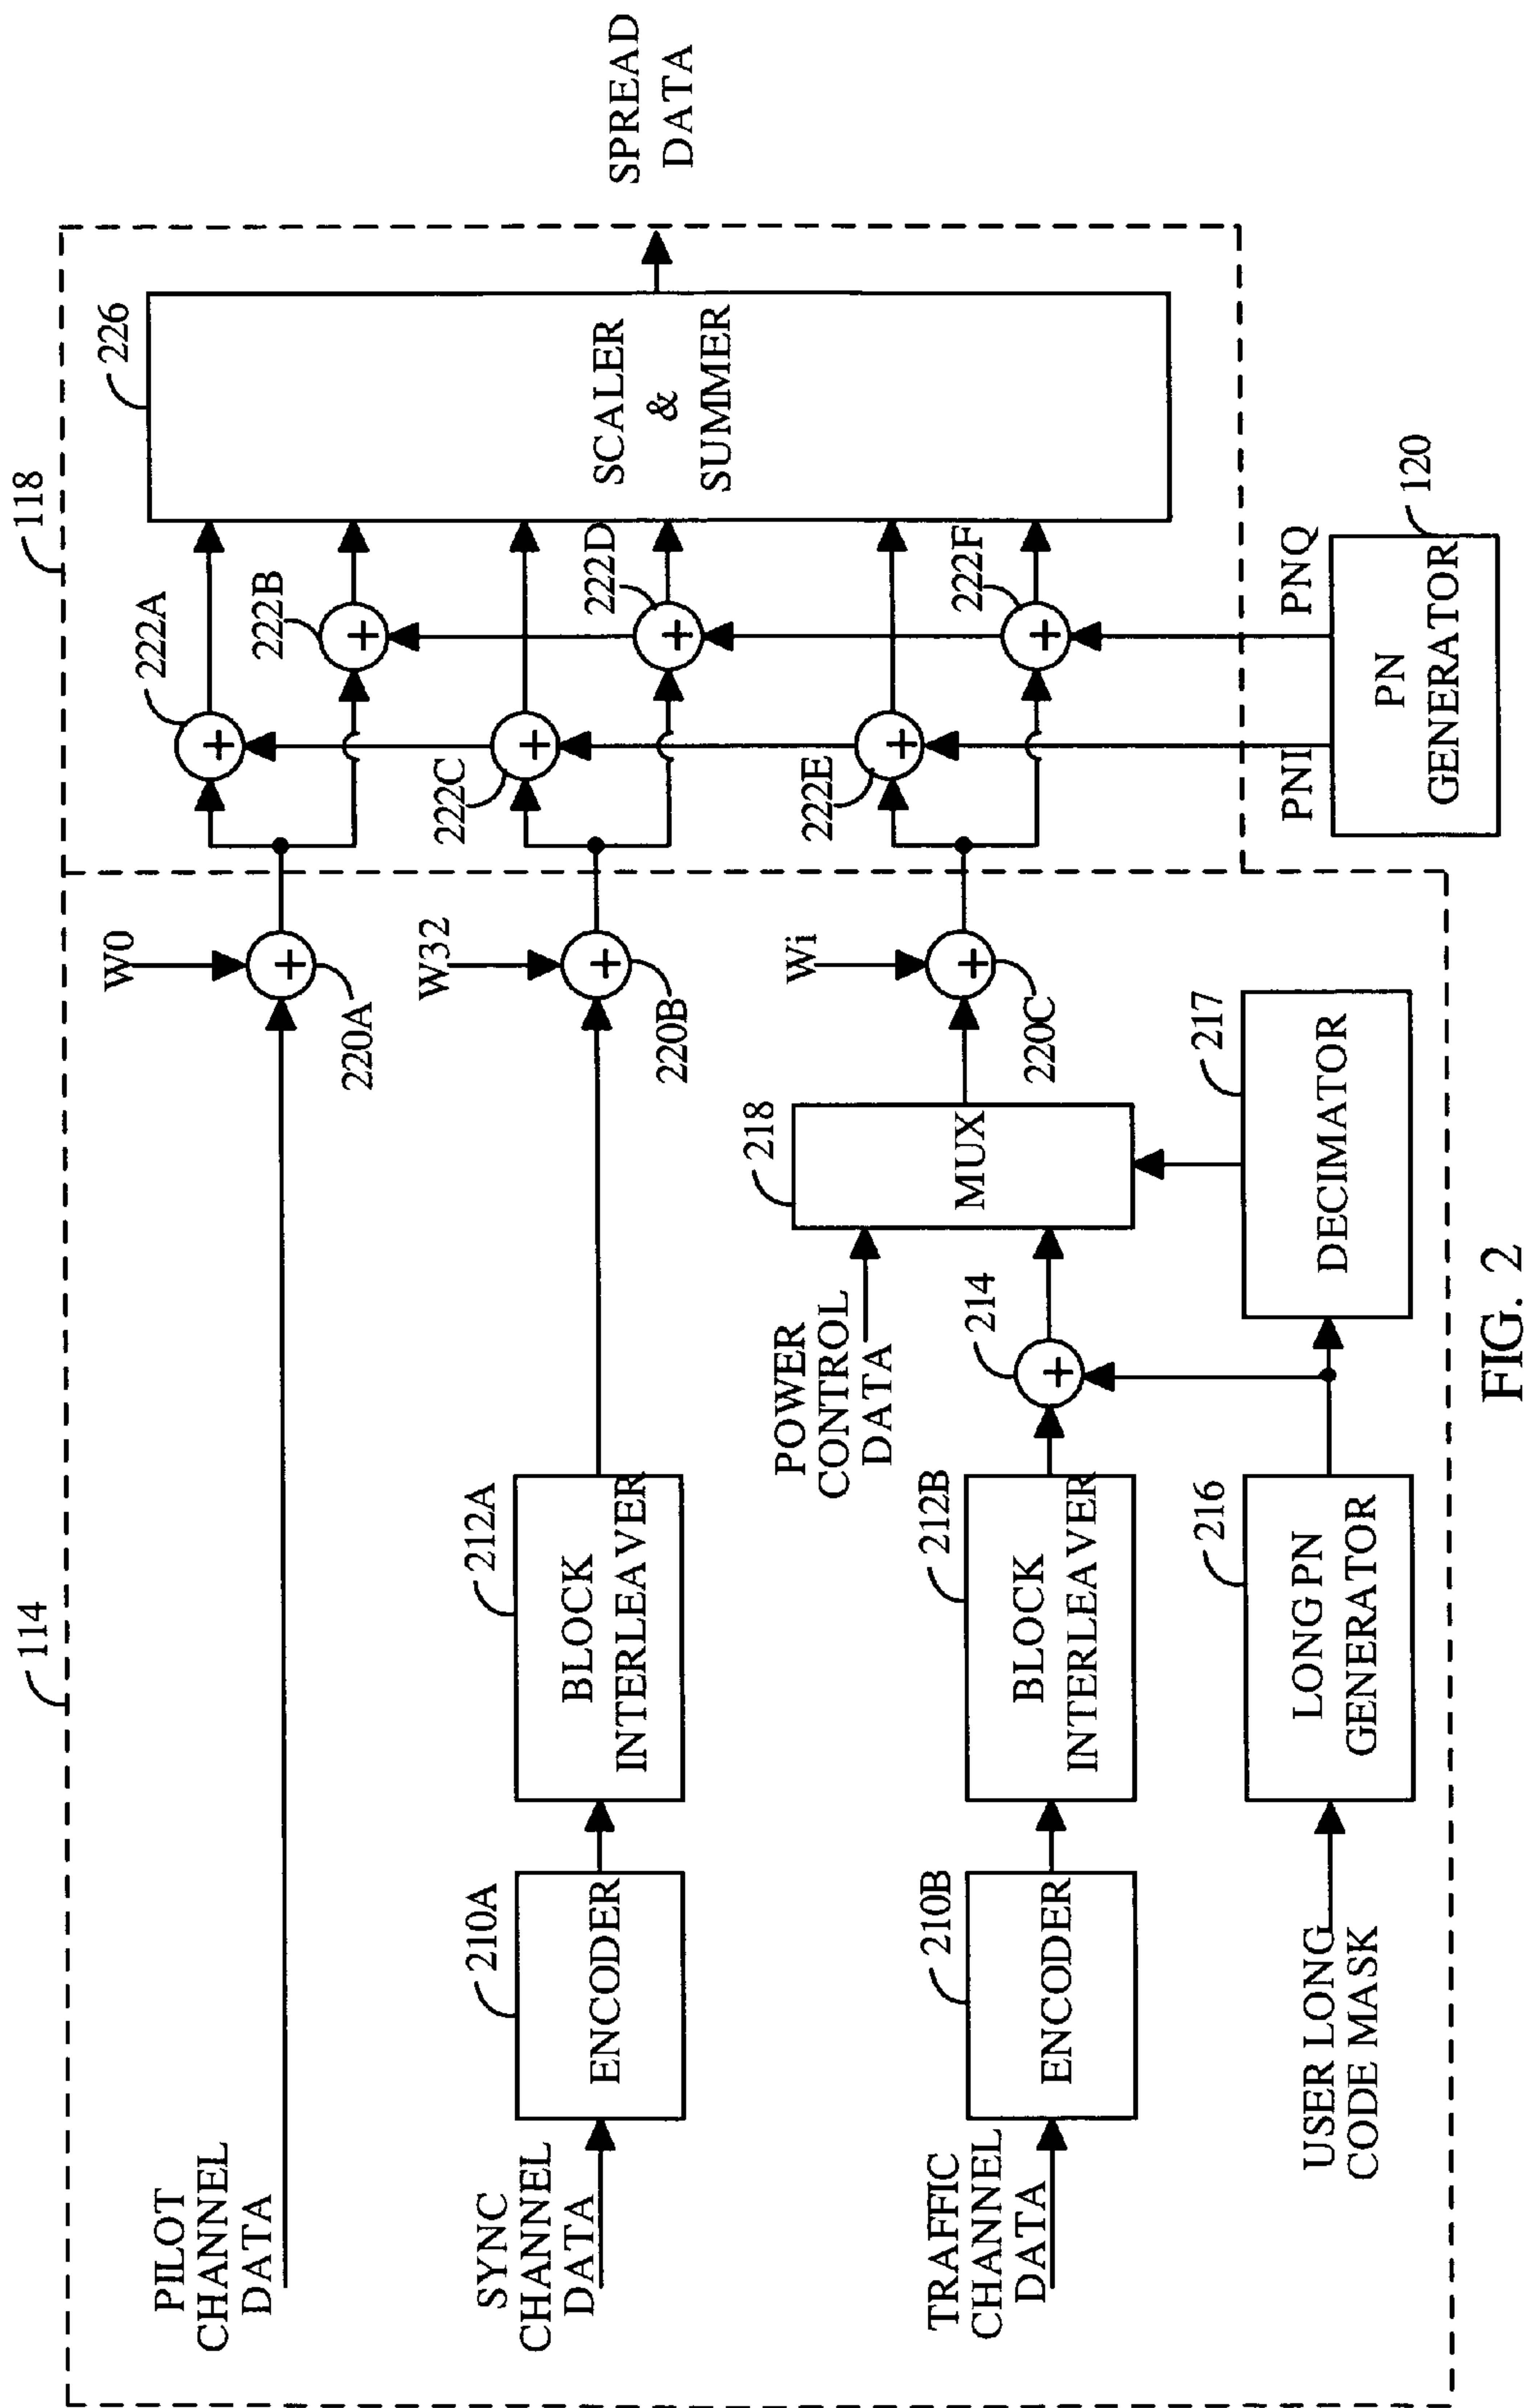 114
118
PILOT
CHANNEL
DATA
W0
220A
222A
222B
226
SYNC
CHANNEL
DATA
210A
ENCODER
212A
BLOCK
INTERLEAVER
W32
220B
222C
222D
SCALER
&
SUMMER
SPREAD
DATA
POWER
CONTROL
DATA
218
MUX
Wi
220C
222E
222F
TRAFFIC
CHANNEL
DATA
210B
ENCODER
212B
BLOCK
INTERLEAVER
214
USER LONG
CODE MASK
216
LONG PN
GENERATOR
217
DECIMATOR
PNI
PNQ
120
PN
GENERATOR
FIG. 2